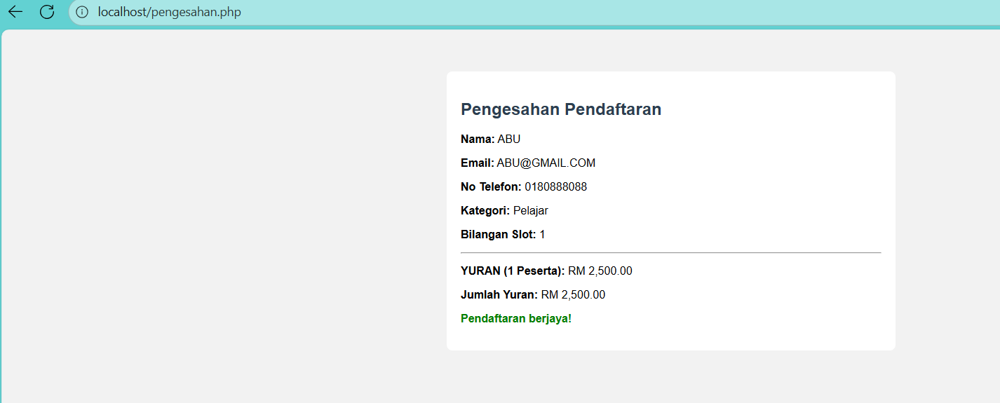 localhost/pengesahan.php
Pengesahan Pendaftaran
Nama: ABU
Email: ABU@GMAIL.COM
No Telefon: 0180888088
Kategori: Pelajar
Bilangan Slot: 1
YURAN (1 Peserta): RM 2,500.00
Jumlah Yuran: RM 2,500.00
Pendaftaran berjaya!